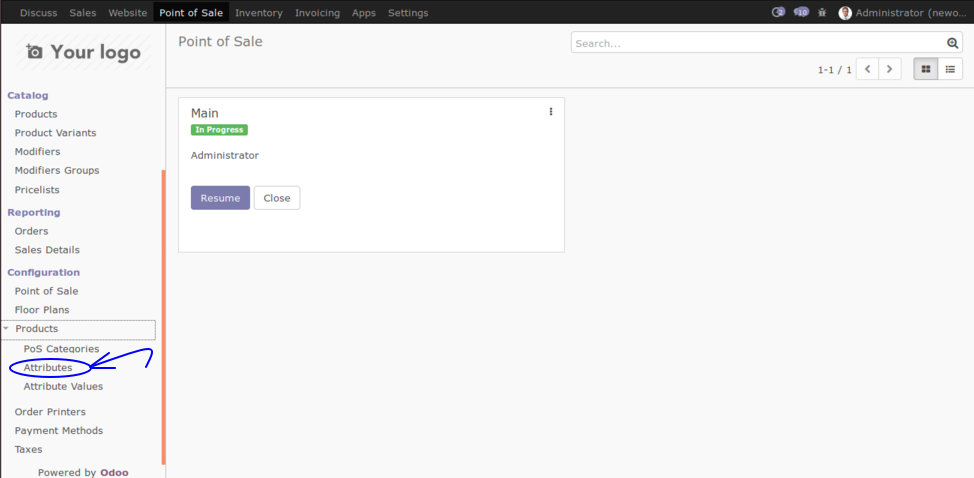 Discuss Sales Website Point of Sale Inventory Invoicing Apps Settings 2 10 Administrator (newo...
Your logo
Point of Sale
Search...
1-1 / 1
Catalog
Products
Product Variants
Modifiers
Modifiers Groups
Pricelists
Reporting
Orders
Sales Details
Configuration
Point of Sale
Floor Plans
Products
PoS Categories
Attributes
Attribute Values
Order Printers
Payment Methods
Taxes
Powered by Odoo
Main
In Progress
Administrator
Resume Close